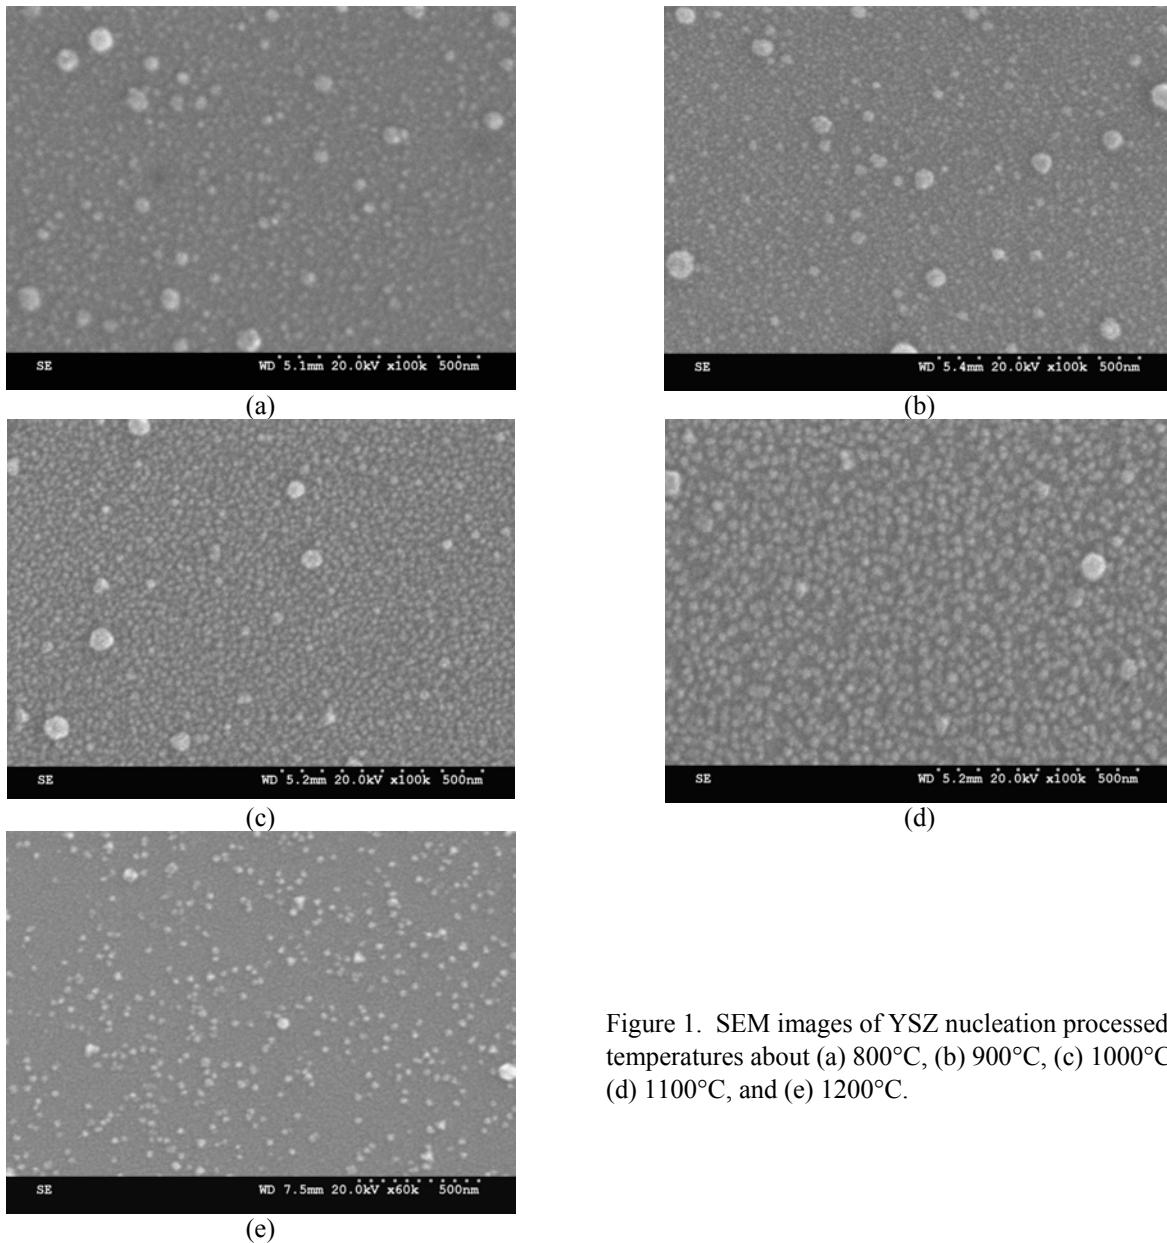 SE WD 5.1mm 20.0kV x100k 500nm
SE WD 5.4mm 20.0kV x100k 500nm
(a)
(b)
SE WD 5.2mm 20.0kV x100k 500nm
SE WD 5.2mm 20.0kV x100k 500nm
(c)
(d)
SE WD 7.5mm 20.0kV x60k 500nm
(e)
Figure 1. SEM images of YSZ nucleation processed
temperatures about (a) 800°C, (b) 900°C, (c) 1000°C
(d) 1100°C, and (e) 1200°C.